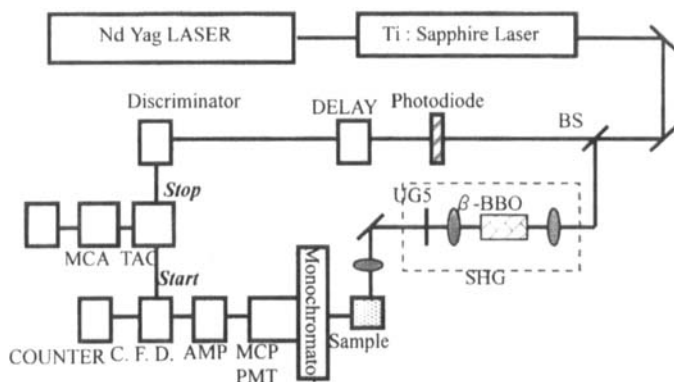 Nd Yag LASER
Ti : Sapphire Laser
Discriminator
DELAY
Photodiode
BS
Stop
UG5
β-BBO
MCA
TAC
SHG
Start
Monochromator
Sample
COUNTER
C. F. D.
AMP
MCP
PMT